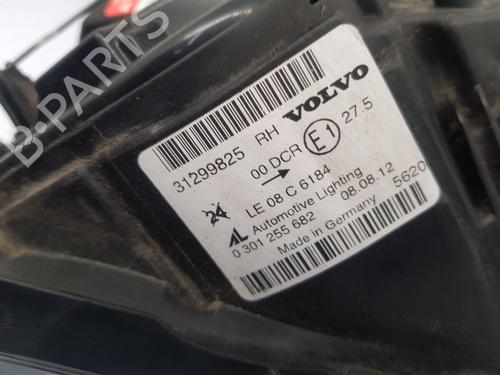 31299825 RH VOLVO
00 DCR E1 27.5
LE 08 C 6184
AL Automotive Lighting
0 301 255 682 08.08.12 5620
Made in Germany
B-PARTS